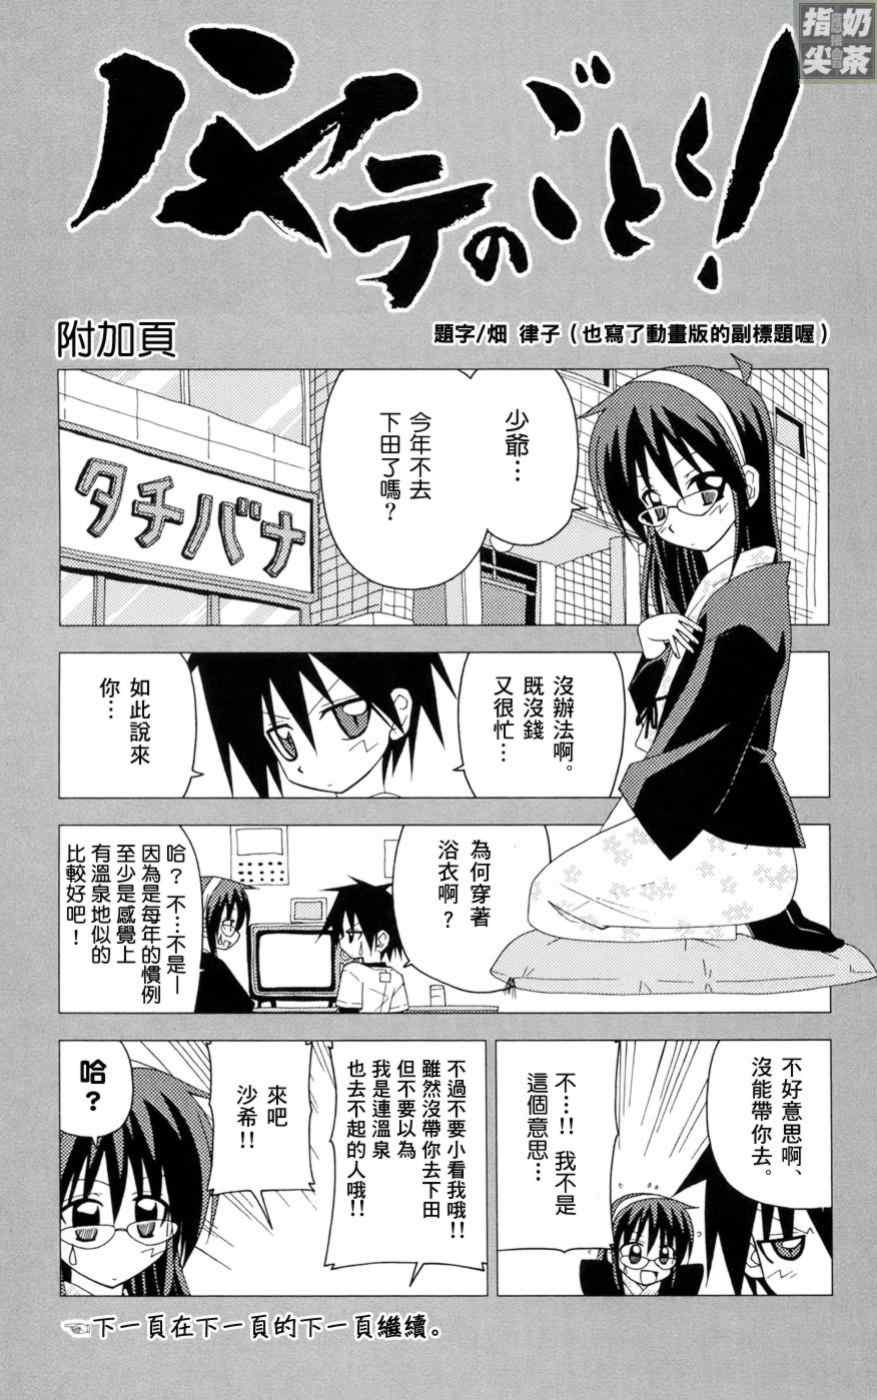 指奶
尖茶
ハヤテのごとく!
附加頁
題字/畑 律子(也寫了動畫版的副標題喔)
少爺…
今年不去
下田了嗎?
タチバナ
沒辦法啊。
既沒錢
又很忙…
如此說來
你…
為何穿著
浴衣啊?
哈?不…不是—
因為是每年的慣例
至少是感覺上
有溫泉地似的
比較好吧!
不好意思啊、
沒能帶你去。
不…!!我不是
這個意思…
不過不要小看我哦!!
雖然沒帶你去下田
但不要以為
我是連溫泉
也去不起的人哦!!
來吧
沙希!!
哈?
下一頁在下一頁的下一頁繼續。